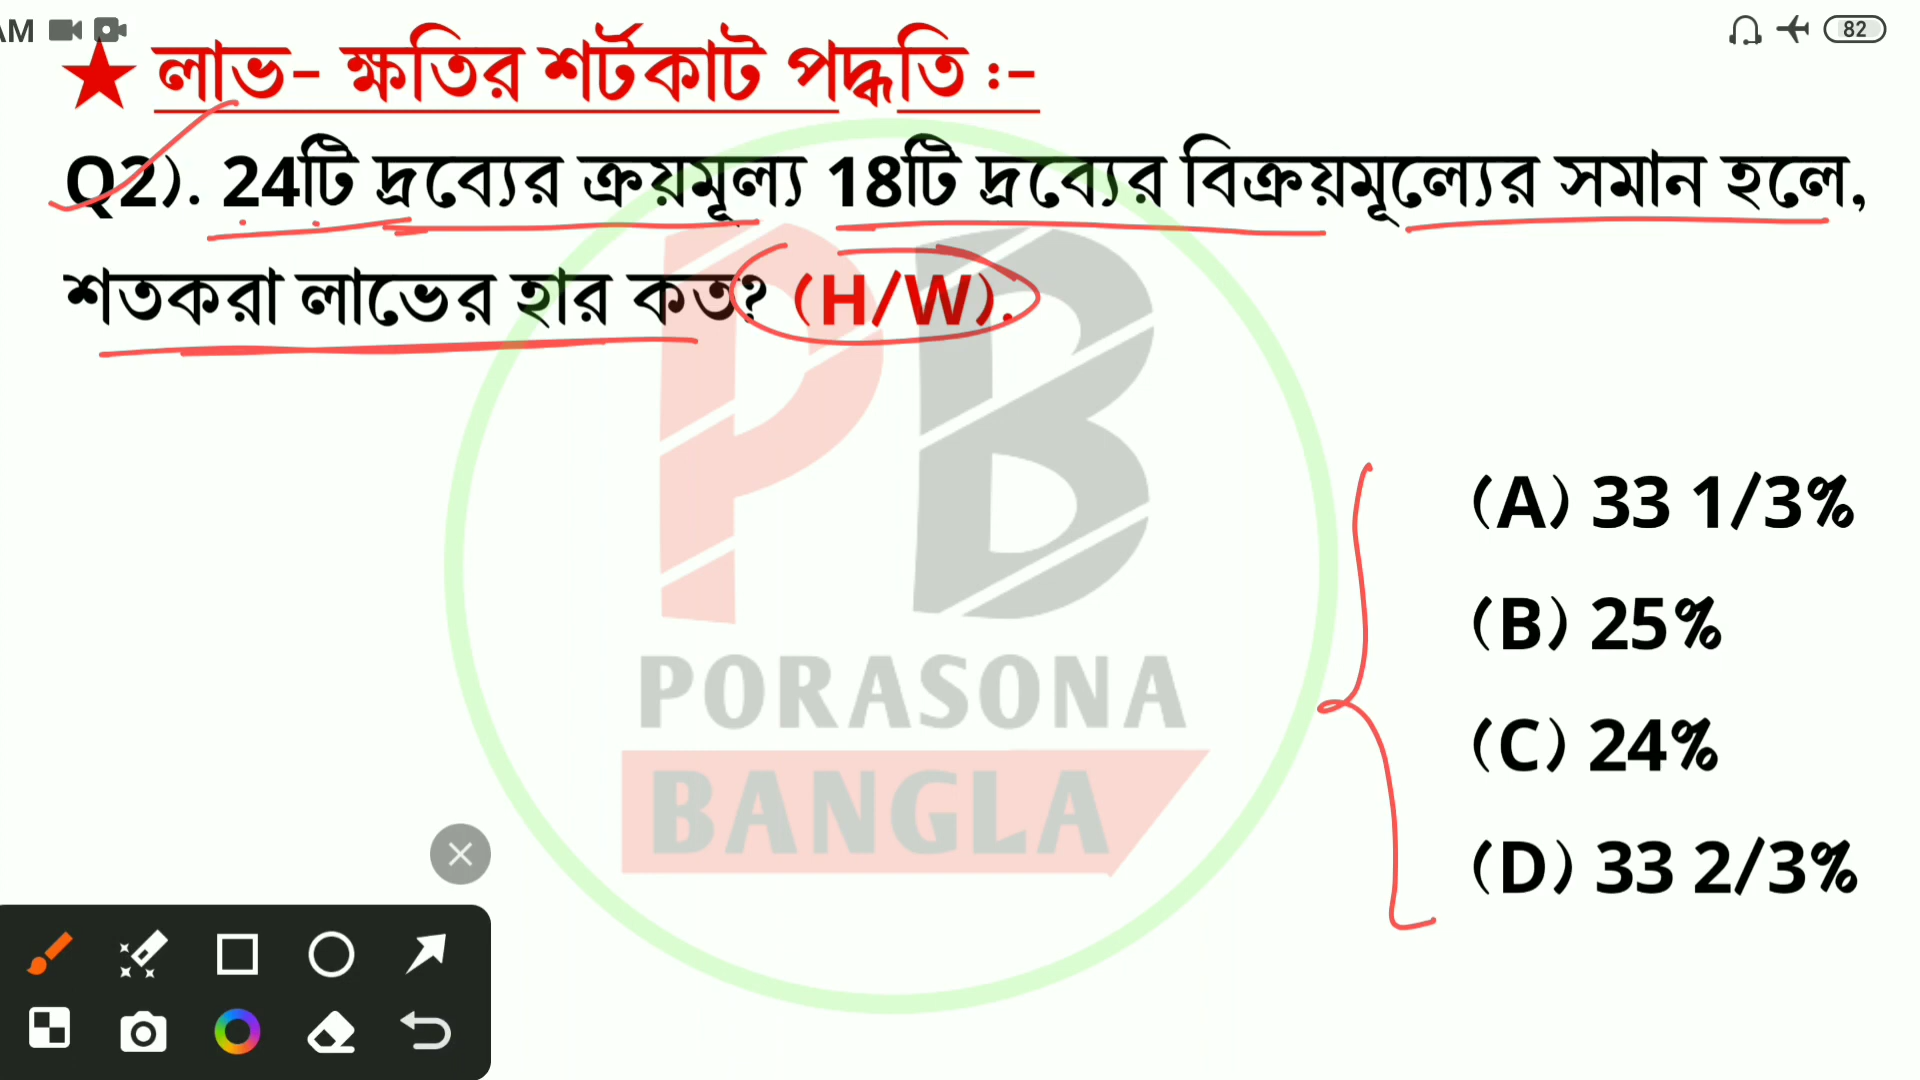 AM
82
★ লাভ- ক্ষতির শর্টকাট পদ্ধতি ঃ-
Q2). 24টি দ্রব্যের ক্রয়মূল্য 18টি দ্রব্যের বিক্রয়মূল্যের সমান হলে,
শতকরা লাভের হার কত? (H/W).
(A) 33 1/3%
(B) 25%
(C) 24%
(D) 33 2/3%
PB
PORASONA
BANGLA